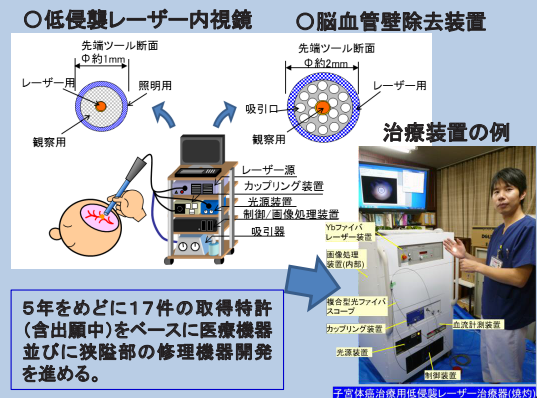 〇低侵襲レーザー内視鏡
〇脳血管壁除去装置
先端ツール断面
Φ約1mm
レーザー用
照明用
観察用
先端ツール断面
Φ約2mm
レーザー用
吸引口
観察用
レーザー源
カップリング装置
光源装置
制御/画像処理装置
吸引器
治療装置の例
Ybファイバ
レーザー装置
画像処理
装置(内部)
複合型光ファイバ
スコープ
カップリング装置
血流計測装置
光源装置
制御装置
子宮体癌治療用低侵襲レーザー治療器(焼灼)
５年をめどに１７件の取得特許
（含出願中）をベースに医療機器
並びに狭隘部の修理機器開発
を進める。